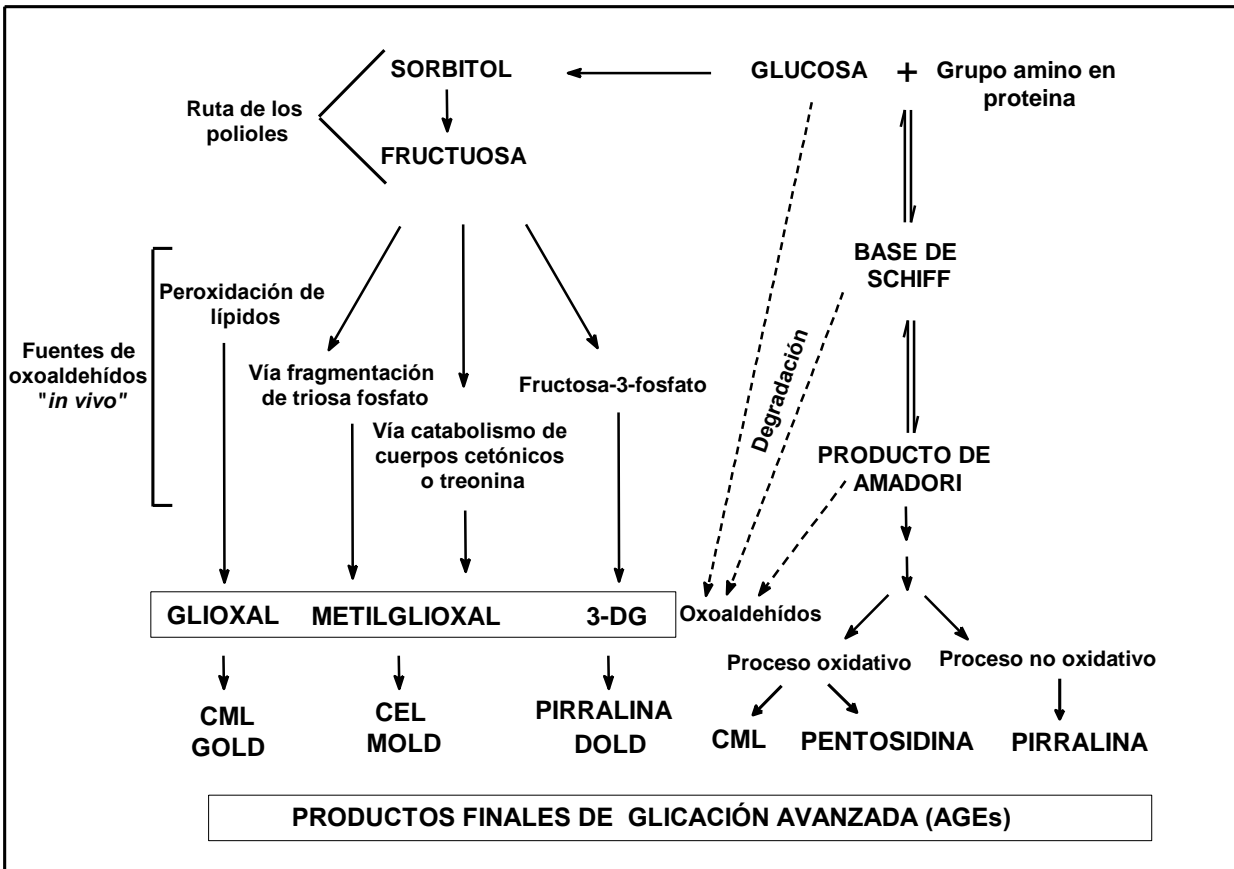 SORBITOL
GLUCOSA
+
Grupo amino en
proteina
Ruta de los
polioles
FRUCTUOSA
BASE DE
SCHIFF
Peroxidación de
lípidos
Fuentes de
oxoaldehídos
"in vivo"
Vía fragmentación
de triosa fosfato
Fructosa-3-fosfato
Degradación
Vía catabolismo de
cuerpos cetónicos
o treonina
PRODUCTO DE
AMADORI
GLIOXAL
METILGLIOXAL
3-DG
Oxoaldehídos
Proceso oxidativo
Proceso no oxidativo
CML
GOLD
CEL
MOLD
PIRRALINA
DOLD
CML
PENTOSIDINA
PIRRALINA
PRODUCTOS FINALES DE GLICACIÓN AVANZADA (AGEs)